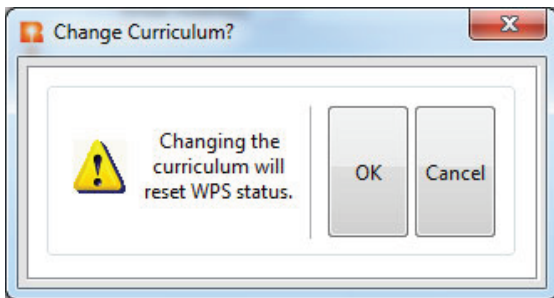 Change Curriculum?
Changing the
curriculum will
reset WPS status.
OK
Cancel